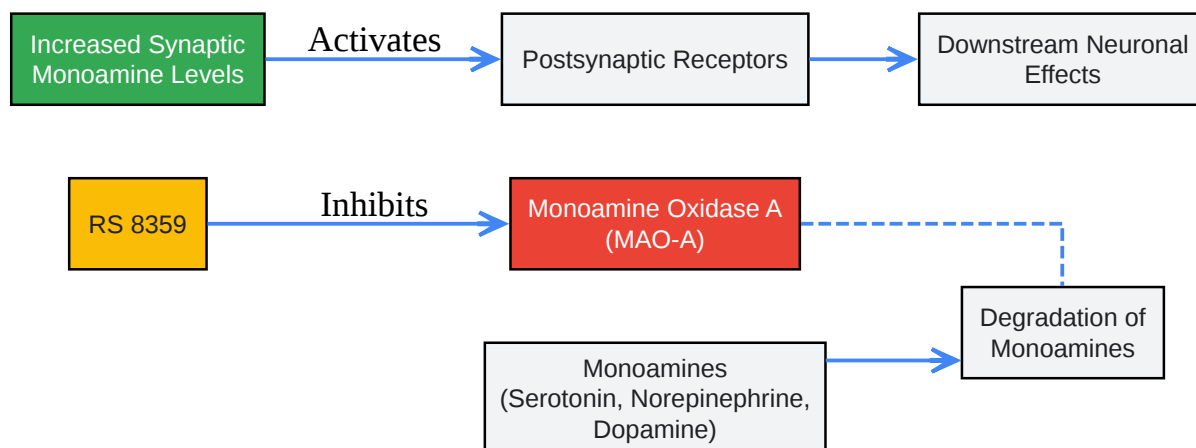 Increased Synaptic
Monoamine Levels
Activates
Postsynaptic Receptors
Downstream Neuronal
Effects
RS 8359
Inhibits
Monoamine Oxidase A
(MAO-A)
Degradation of
Monoamines
Monoamines
(Serotonin, Norepinephrine,
Dopamine)